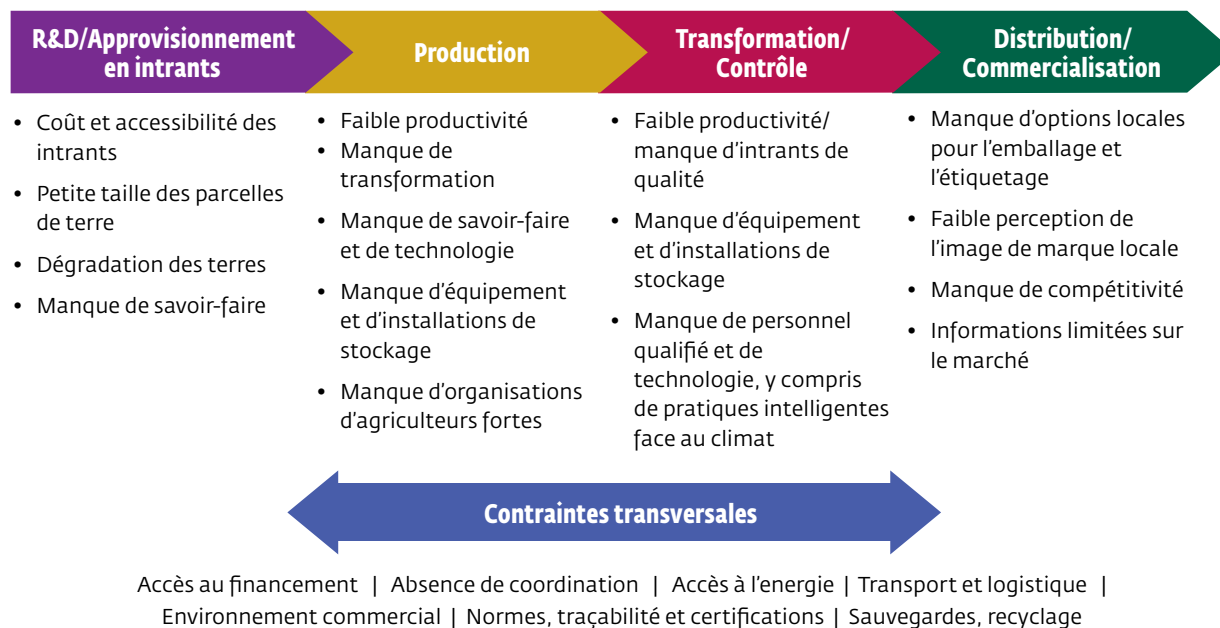 R&D/Approvisionnement
en intrants
Production
Transformation/
Contrôle
Distribution/
Commercialisation
• Coût et accessibilité des
intrants
• Petite taille des parcelles
de terre
• Dégradation des terres
• Manque de savoir-faire
• Faible productivité
• Manque de
transformation
• Manque de savoir-faire
et de technologie
• Manque d'équipement
et d'installations de
stockage
• Manque d'organisations
d'agriculteurs fortes
• Faible productivité/
manque d'intrants de
qualité
• Manque d'équipement
et d'installations de
stockage
• Manque de personnel
qualifié et de
technologie, y compris
de pratiques intelligentes
face au climat
• Manque d'options locales
pour l'emballage et
l'étiquetage
• Faible perception de
l'image de marque locale
• Manque de compétitivité
• Informations limitées sur
le marché
Contraintes transversales
Accès au financement | Absence de coordination | Accès à l'energie | Transport et logistique |
Environnement commercial | Normes, traçabilité et certifications | Sauvegardes, recyclage